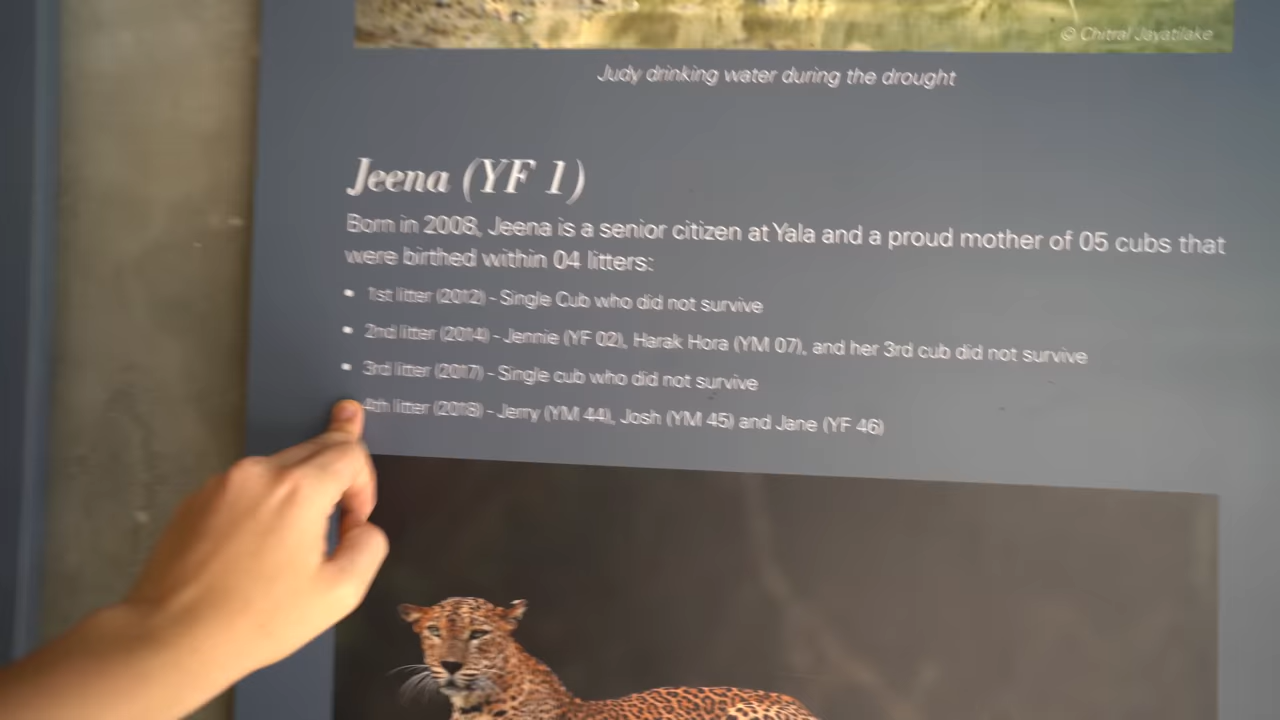 © Chitral Jayatilake
Judy drinking water during the drought
Jeena (YF 1)
Born in 2008, Jeena is a senior citizen at Yala and a proud mother of 05 cubs that
were birthed within 04 litters:
• 1st litter (2012) - Single Cub who did not survive
• 2nd litter (2014) - Jennie (YF 02), Harak Hora (YM 07), and her 3rd cub did not survive
• 3rd litter (2017) - Single cub who did not survive
4th litter (2018) - Jerry (YM 44), Josh (YM 45) and Jane (YF 46)